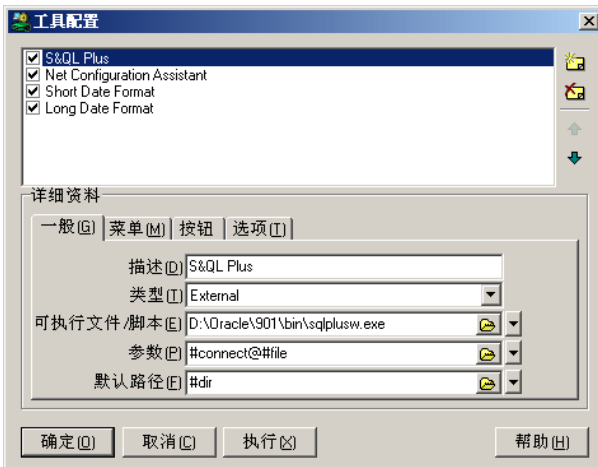 工具配置
S&QL Plus
Net Configuration Assistant
Short Date Format
Long Date Format
详细资料
一般(G) 菜单(M) 按钮 选项(T)
描述(D) S&QL Plus
类型(T) External
可执行文件/脚本(E) D:\Oracle\901\bin\sqlplusw.exe
参数(P) #connect@#file
默认路径(F) #dir
确定(O) 取消(C) 执行(X) 帮助(H)